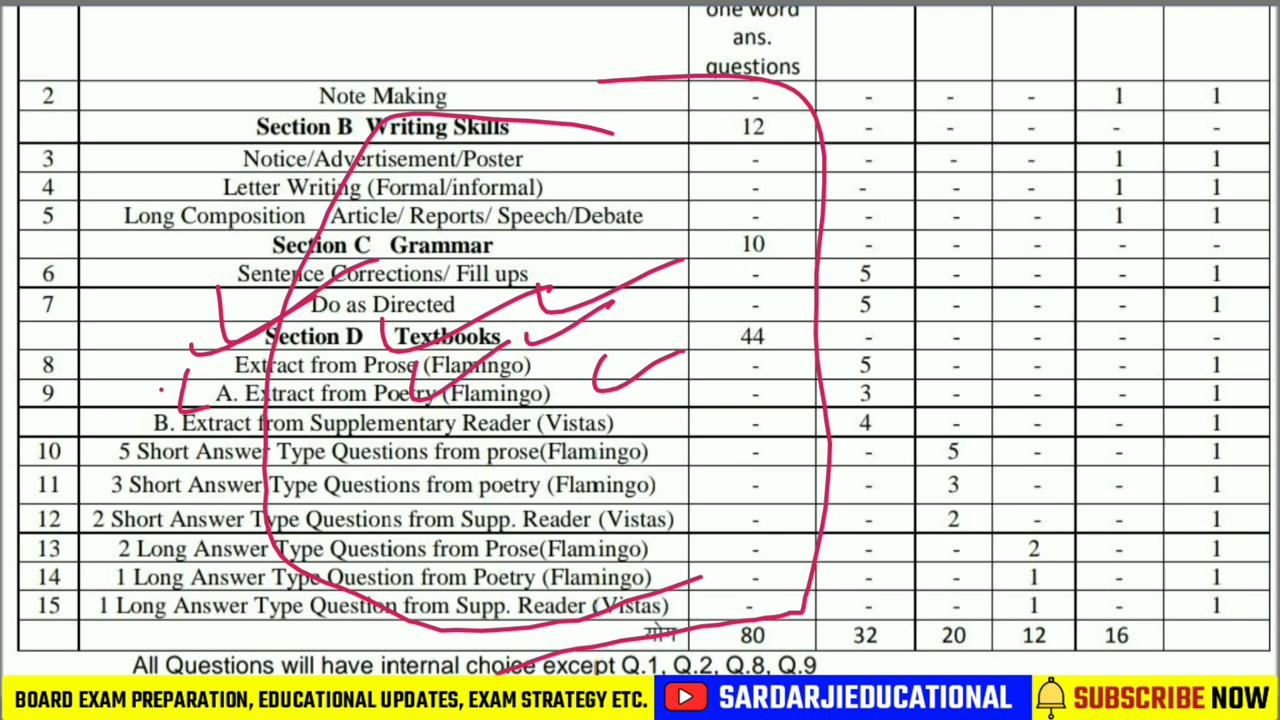 one word
ans.
questions
2 Note Making - - - - 1 1
Section B Writing Skills 12 - - - - -
3 Notice/Advertisement/Poster - - - - 1 1
4 Letter Writing (Formal/informal) - - - - 1 1
5 Long Composition Article/ Reports/ Speech/Debate - - - - 1 1
Section C Grammar 10 - - - - -
6 Sentence Corrections/ Fill ups - 5 - - - 1
7 Do as Directed - 5 - - - 1
Section D Textbooks 44 - - - - -
8 Extract from Prose (Flamingo) - 5 - - - 1
9 A. Extract from Poetry (Flamingo) - 3 - - - 1
B. Extract from Supplementary Reader (Vistas) - 4 - - - 1
10 5 Short Answer Type Questions from prose(Flamingo) - - 5 - - 1
11 3 Short Answer Type Questions from poetry (Flamingo) - - 3 - - 1
12 2 Short Answer Type Questions from Supp. Reader (Vistas) - - 2 - - 1
13 2 Long Answer Type Questions from Prose(Flamingo) - - - 2 - 1
14 1 Long Answer Type Question from Poetry (Flamingo) - - - 1 - 1
15 1 Long Answer Type Question from Supp. Reader (Vistas) - - - 1 - 1
योग 80 32 20 12 16
All Questions will have internal choice except Q.1, Q.2, Q.8, Q.9
BOARD EXAM PREPARATION, EDUCATIONAL UPDATES, EXAM STRATEGY ETC. SARDARJIEDUCATIONAL SUBSCRIBE NOW